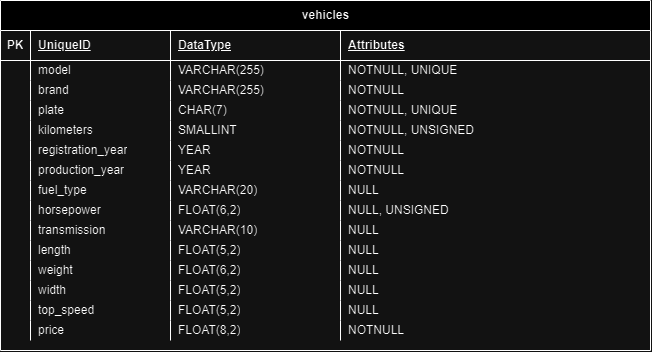 vehicles
PK UniqueID DataType Attributes
model VARCHAR(255) NOTNULL, UNIQUE
brand VARCHAR(255) NOTNULL
plate CHAR(7) NOTNULL, UNIQUE
kilometers SMALLINT NOTNULL, UNSIGNED
registration_year YEAR NOTNULL
production_year YEAR NOTNULL
fuel_type VARCHAR(20) NULL
horsepower FLOAT(6,2) NULL, UNSIGNED
transmission VARCHAR(10) NULL
length FLOAT(5,2) NULL
weight FLOAT(6,2) NULL
width FLOAT(5,2) NULL
top_speed FLOAT(5,2) NULL
price FLOAT(8,2) NOTNULL